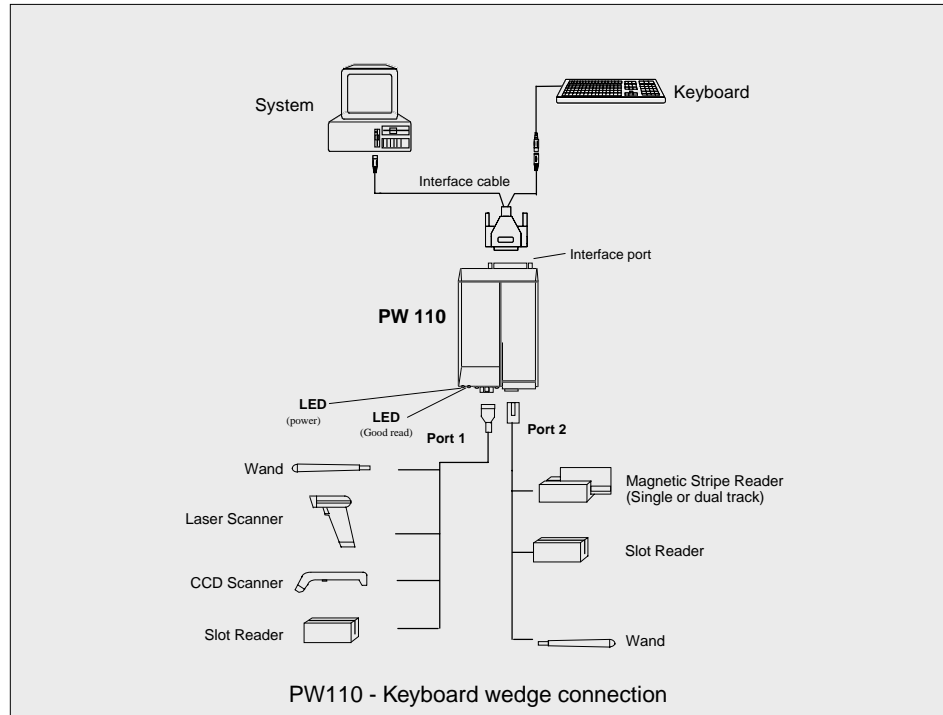 System
Keyboard
Interface cable
Interface port
PW 110
LED
(power)
LED
(Good read)
Port 1
Port 2
Wand
Laser Scanner
CCD Scanner
Slot Reader
Magnetic Stripe Reader
(Single or dual track)
Slot Reader
Wand
PW110 - Keyboard wedge connection